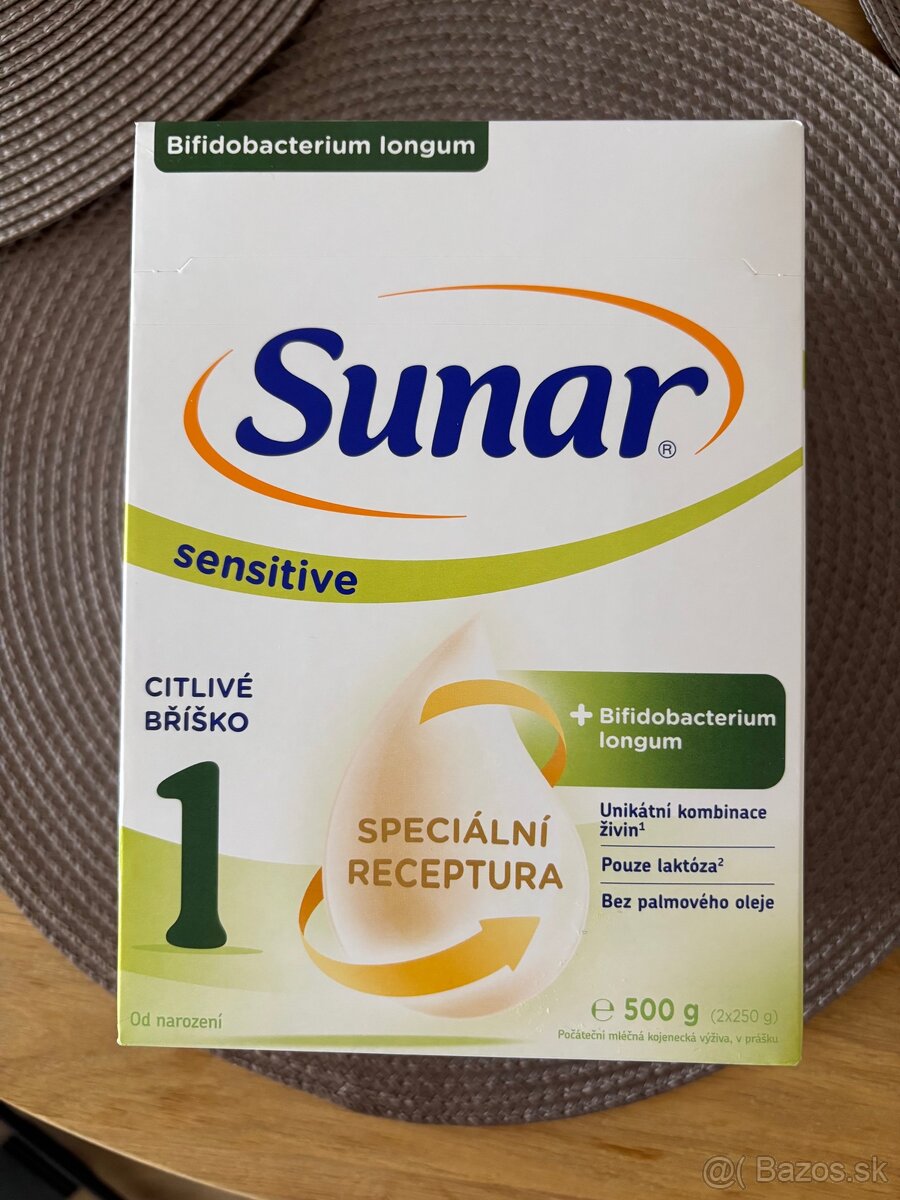 Bifidobacterium longum
Sunar®
sensitive
CITLIVÉ
BŘÍŠKO
1
+ Bifidobacterium
longum
SPECIÁLNÍ
RECEPTURA
Unikátní kombinace
živin¹
Pouze laktóza²
Bez palmového oleje
Od narození
℮ 500 g (2x250 g)
Počáteční mléčná kojenecká výživa, v prášku
@( Bazos.sk